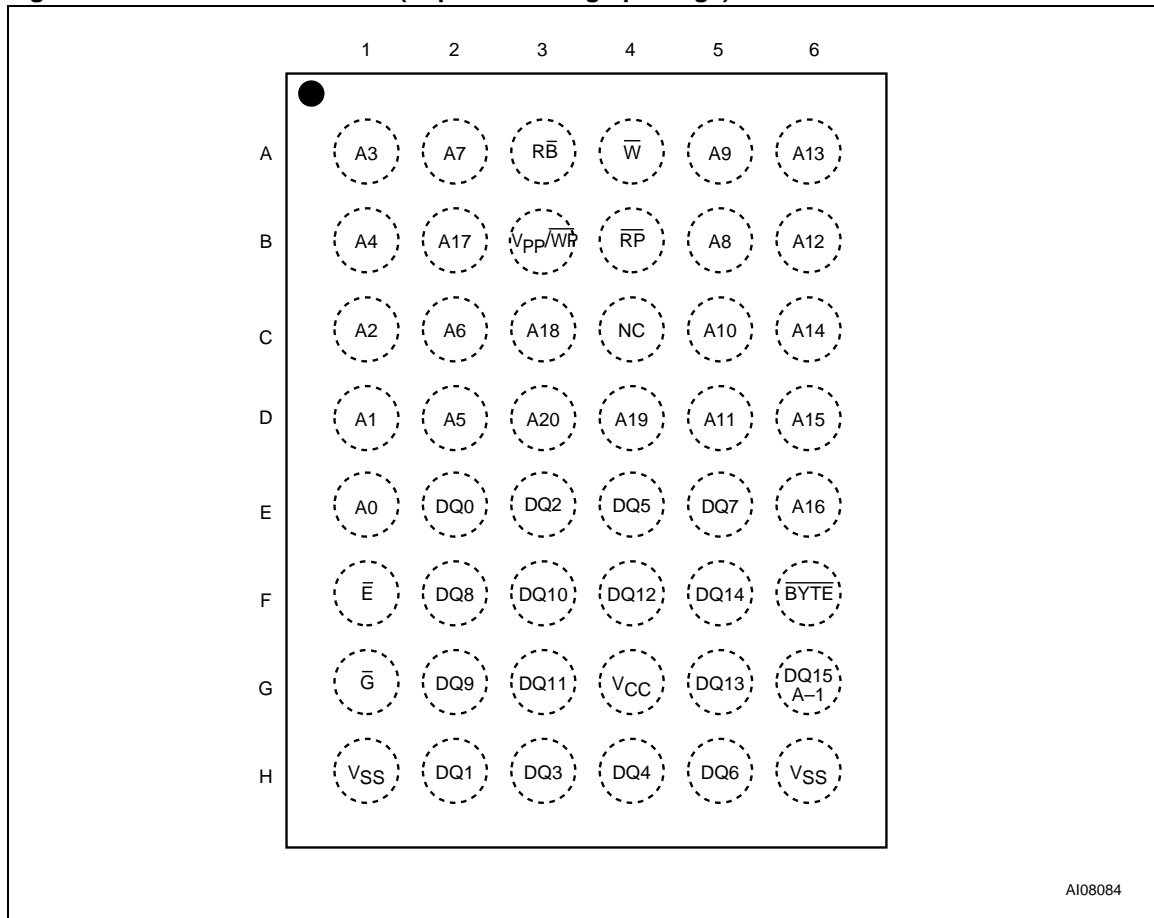 1 2 3 4 5 6
A A3 A7 RB̅ W̅ A9 A13
B A4 A17 VPP/W̅P̅ R̅P̅ A8 A12
C A2 A6 A18 NC A10 A14
D A1 A5 A20 A19 A11 A15
E A0 DQ0 DQ2 DQ5 DQ7 A16
F E̅ DQ8 DQ10 DQ12 DQ14 B̅Y̅T̅E̅
G G̅ DQ9 DQ11 VCC DQ13 DQ15
A–1
H VSS DQ1 DQ3 DQ4 DQ6 VSS
AI08084